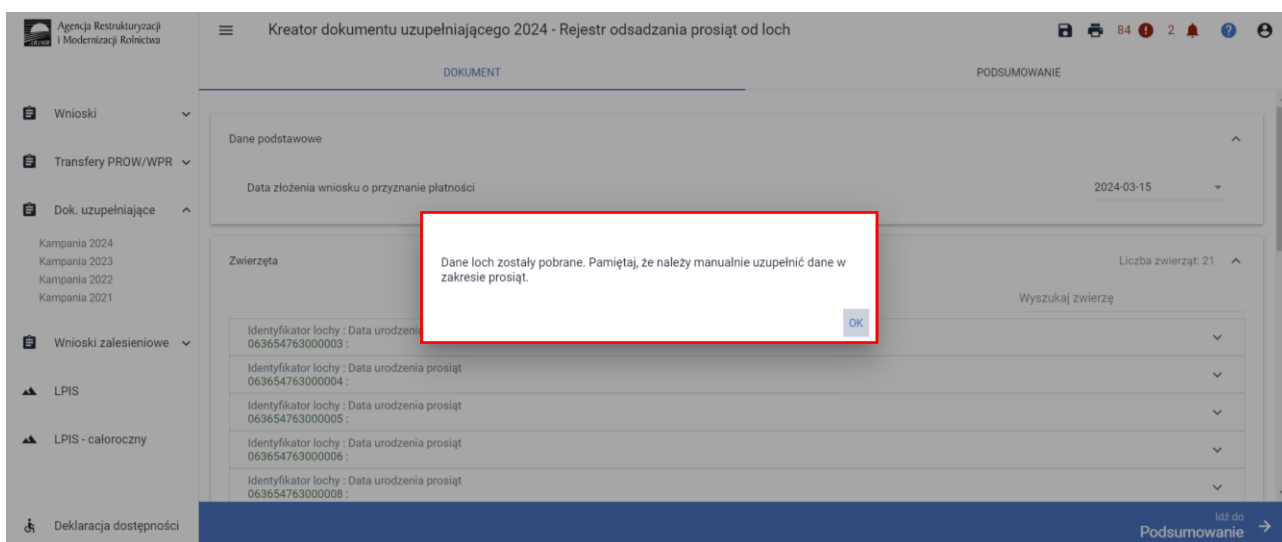 Agencja Restrukturyzacji
i Modernizacji Rolnictwa
Kreator dokumentu uzupełniającego 2024 - Rejestr odsadzania prosiąt od loch
84
2
DOKUMENT
PODSUMOWANIE
Wnioski
Transfery PROW/WPR
Dok. uzupełniające
Kampania 2024
Kampania 2023
Kampania 2022
Kampania 2021
Wnioski zalesieniowe
LPIS
LPIS - całoroczny
Deklaracja dostępności
Dane podstawowe
Data złożenia wniosku o przyznanie płatności
2024-03-15
Zwierzęta
Liczba zwierząt: 21
Wyszukaj zwierzę
Dane loch zostały pobrane. Pamiętaj, że należy manualnie uzupełnić dane w
zakresie prosiąt.
OK
Identyfikator lochy : Data urodzenia
063654763000003 :
Identyfikator lochy : Data urodzenia prosiąt
063654763000004 :
Identyfikator lochy : Data urodzenia prosiąt
063654763000005 :
Identyfikator lochy : Data urodzenia prosiąt
063654763000006 :
Identyfikator lochy : Data urodzenia prosiąt
063654763000008 :
Idź do
Podsumowanie